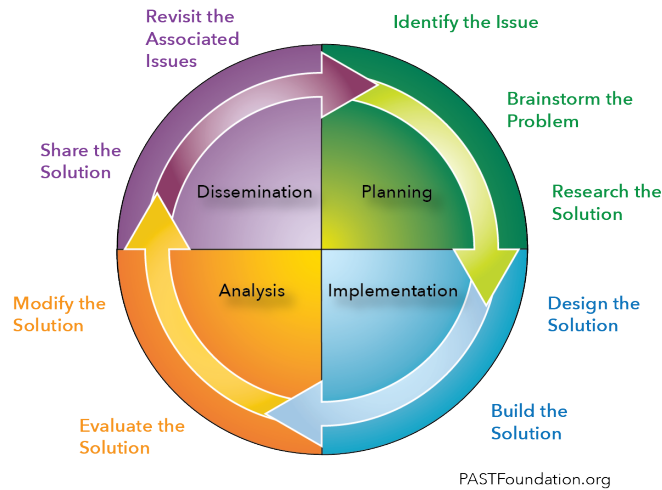 Revisit the
Associated
Issues
Identify the Issue
Brainstorm the
Problem
Share the
Solution
Dissemination
Planning
Research the
Solution
Analysis
Implementation
Modify the
Solution
Design the
Solution
Evaluate the
Solution
Build the
Solution
PASTFoundation.org